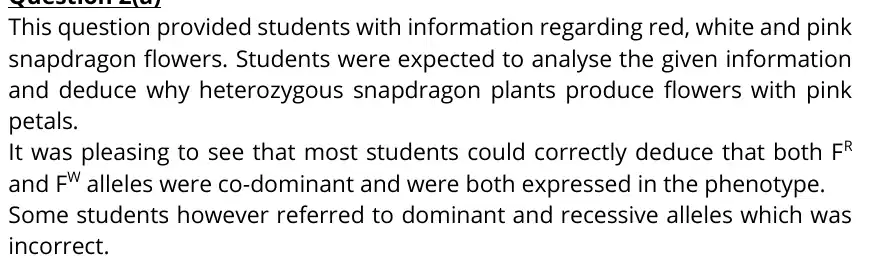 Question 2(a)
This question provided students with information regarding red, white and pink
snapdragon flowers. Students were expected to analyse the given information
and deduce why heterozygous snapdragon plants produce flowers with pink
petals.
It was pleasing to see that most students could correctly deduce that both Fᴿ
and Fᵂ alleles were co-dominant and were both expressed in the phenotype.
Some students however referred to dominant and recessive alleles which was
incorrect.